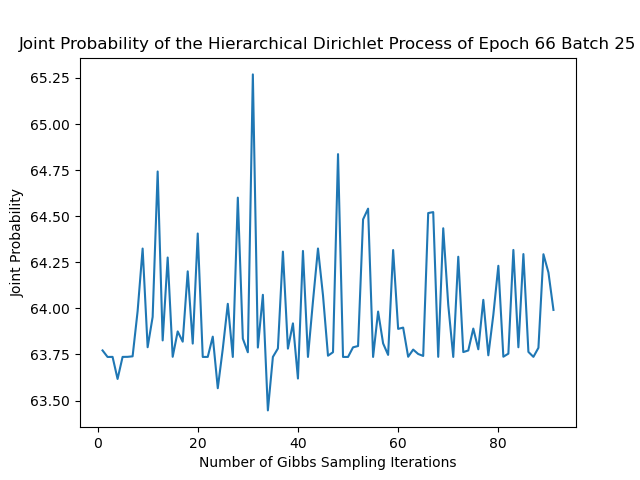 Joint Probability of the Hierarchical Dirichlet Process of Epoch 66 Batch 25
65.25
65.00
64.75
64.50
64.25
64.00
63.75
63.50
Joint Probability
0 20 40 60 80
Number of Gibbs Sampling Iterations